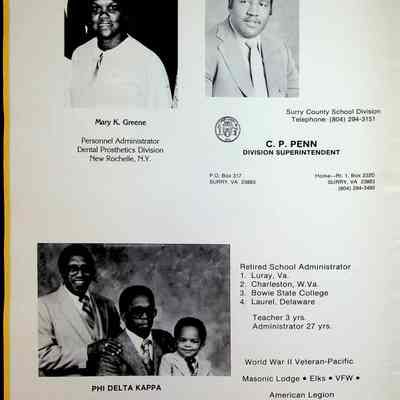 Mary K. Greene
Personnel Administrator
Dental Prosthetics Division
New Rochelle, N.Y.
Surry County School Division
Telephone: (804) 294-3151
C. P. PENN
DIVISION SUPERINTENDENT
P.O. Box 317
SURRY, VA 23883
Home—Rt. 1, Box 232D
SURRY, VA 23883
(804) 294-3490
Retired School Administrator
1. Luray, Va.
2. Charleston, W.Va.
3. Bowie State College
4. Laurel, Delaware
Teacher 3 yrs.
Administrator 27 yrs.
World War II Veteran-Pacific
Masonic Lodge • Elks • VFW •
American Legion
PHI DELTA KAPPA